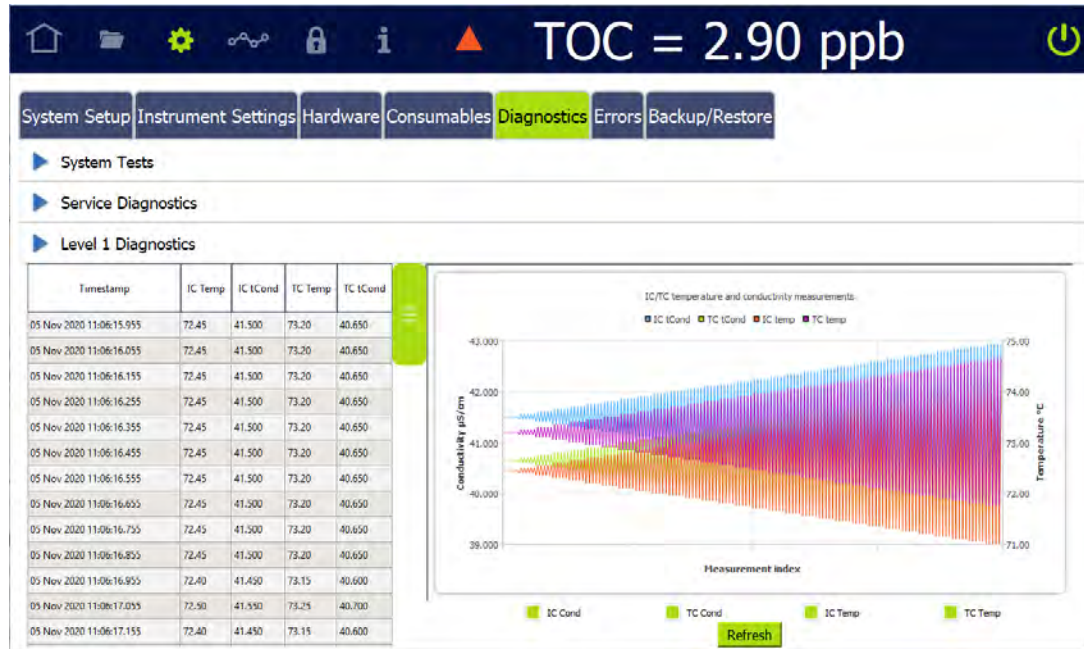 TOC = 2.90 ppb
System Setup Instrument Settings Hardware Consumables Diagnostics Errors Backup/Restore
System Tests
Service Diagnostics
Level 1 Diagnostics
Timestamp IC Temp IC tCond TC Temp TC tCond
05 Nov 2020 11:06:15.955 72.45 41.500 73.20 40.650
05 Nov 2020 11:06:16.055 72.45 41.500 73.20 40.650
05 Nov 2020 11:06:16.155 72.45 41.500 73.20 40.650
05 Nov 2020 11:06:16.255 72.45 41.500 73.20 40.650
05 Nov 2020 11:06:16.355 72.45 41.500 73.20 40.650
05 Nov 2020 11:06:16.455 72.45 41.500 73.20 40.650
05 Nov 2020 11:06:16.555 72.45 41.500 73.20 40.650
05 Nov 2020 11:06:16.655 72.45 41.500 73.20 40.650
05 Nov 2020 11:06:16.755 72.45 41.500 73.20 40.650
05 Nov 2020 11:06:16.855 72.45 41.500 73.20 40.650
05 Nov 2020 11:06:16.955 72.40 41.450 73.15 40.600
05 Nov 2020 11:06:17.055 72.50 41.550 73.25 40.700
05 Nov 2020 11:06:17.155 72.40 41.450 73.15 40.600
IC/TC temperature and conductivity measurements
IC tCond TC tCond IC temp TC temp
43.000 75.00
42.000 74.00
41.000 73.00
40.000 72.00
39.000 71.00
Conductivity µS/cm
Temperature °C
Measurement index
IC Cond TC Cond IC Temp TC Temp
Refresh